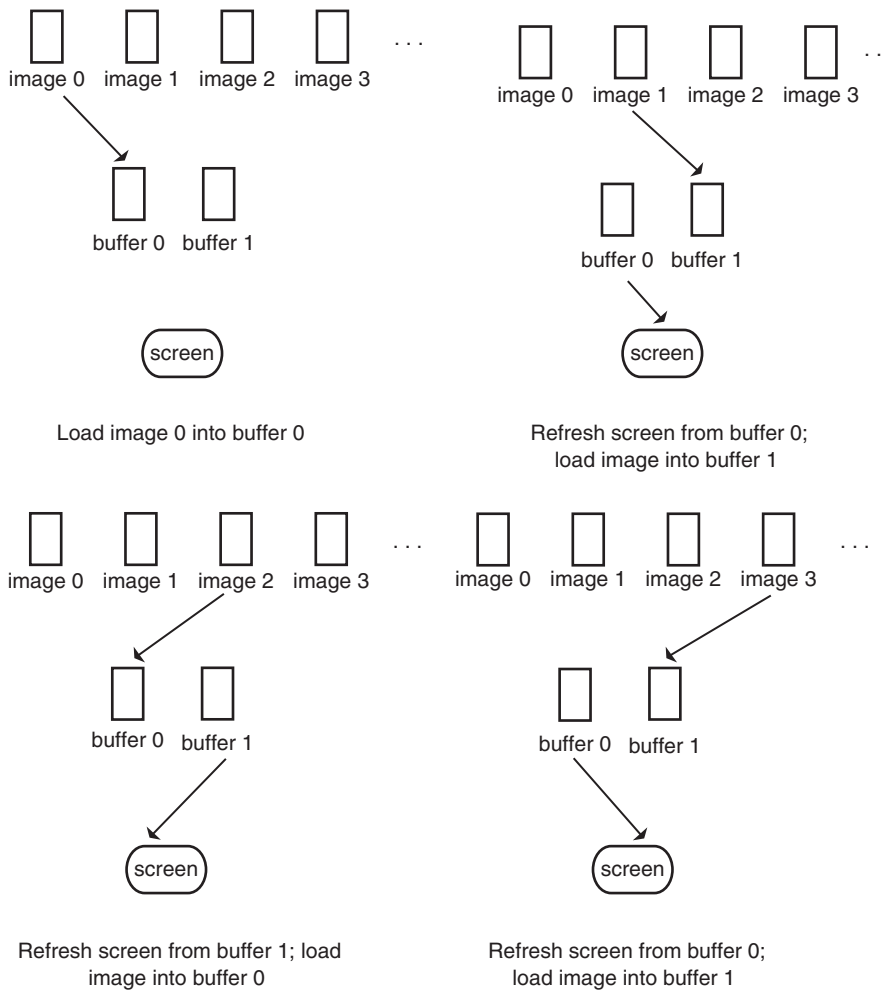 image 0 image 1 image 2 image 3 . . .
buffer 0 buffer 1
screen
Load image 0 into buffer 0
image 0 image 1 image 2 image 3 . .
buffer 0 buffer 1
screen
Refresh screen from buffer 0;
load image into buffer 1
image 0 image 1 image 2 image 3 . . .
buffer 0 buffer 1
screen
Refresh screen from buffer 1; load
image into buffer 0
image 0 image 1 image 2 image 3 . . .
buffer 0 buffer 1
screen
Refresh screen from buffer 0;
load image into buffer 1